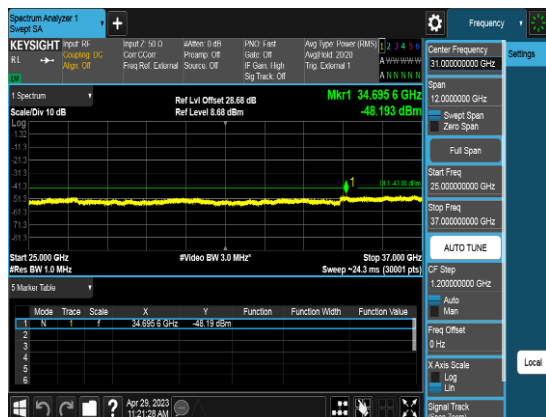 Spectrum Analyzer 1
Swept SA
+
Frequency
KEYSIGHT
RL
Input: RF
Coupling: DC
Align: Off
Input Z: 50 Ω
Corr CCorr
Freq Ref: External
#Atten: 0 dB
Preamp: Off
Source: Off
PNO: Fast
Gate: Off
IF Gain: High
Sig Track: Off
Avg Type: Power (RMS)
Avg|Hold: 20/20
Trig: External 1
1 2 3 4 5 6
A W W W W W
A N N N N N
LV
1 Spectrum
Scale/Div 10 dB
Ref Lvl Offset 28.68 dB
Ref Level 8.68 dBm
Mkr1 34.695 6 GHz
-48.193 dBm
Log
-1.32
-11.3
-21.3
-31.3
-41.3
-51.3
-61.3
-71.3
-81.3
1
Start 25.000 GHz
#Res BW 1.0 MHz
#Video BW 3.0 MHz*
Stop 37.000 GHz
Sweep ~24.3 ms (30001 pts)
5 Marker Table
Mode Trace Scale X Y Function Function Width Function Value
1 N 1 f 34.695 6 GHz -48.19 dBm
2
3
4
5
6
Apr 29, 2023
11:21:28 AM
Center Frequency
31.000000000 GHz
Span
12.0000000 GHz
Swept Span
Zero Span
Full Span
Start Freq
25.000000000 GHz
Stop Freq
37.000000000 GHz
AUTO TUNE
CF Step
1.200000000 GHz
Auto
Man
Freq Offset
0 Hz
X Axis Scale
Log
Lin
Signal Track
Settings
Local